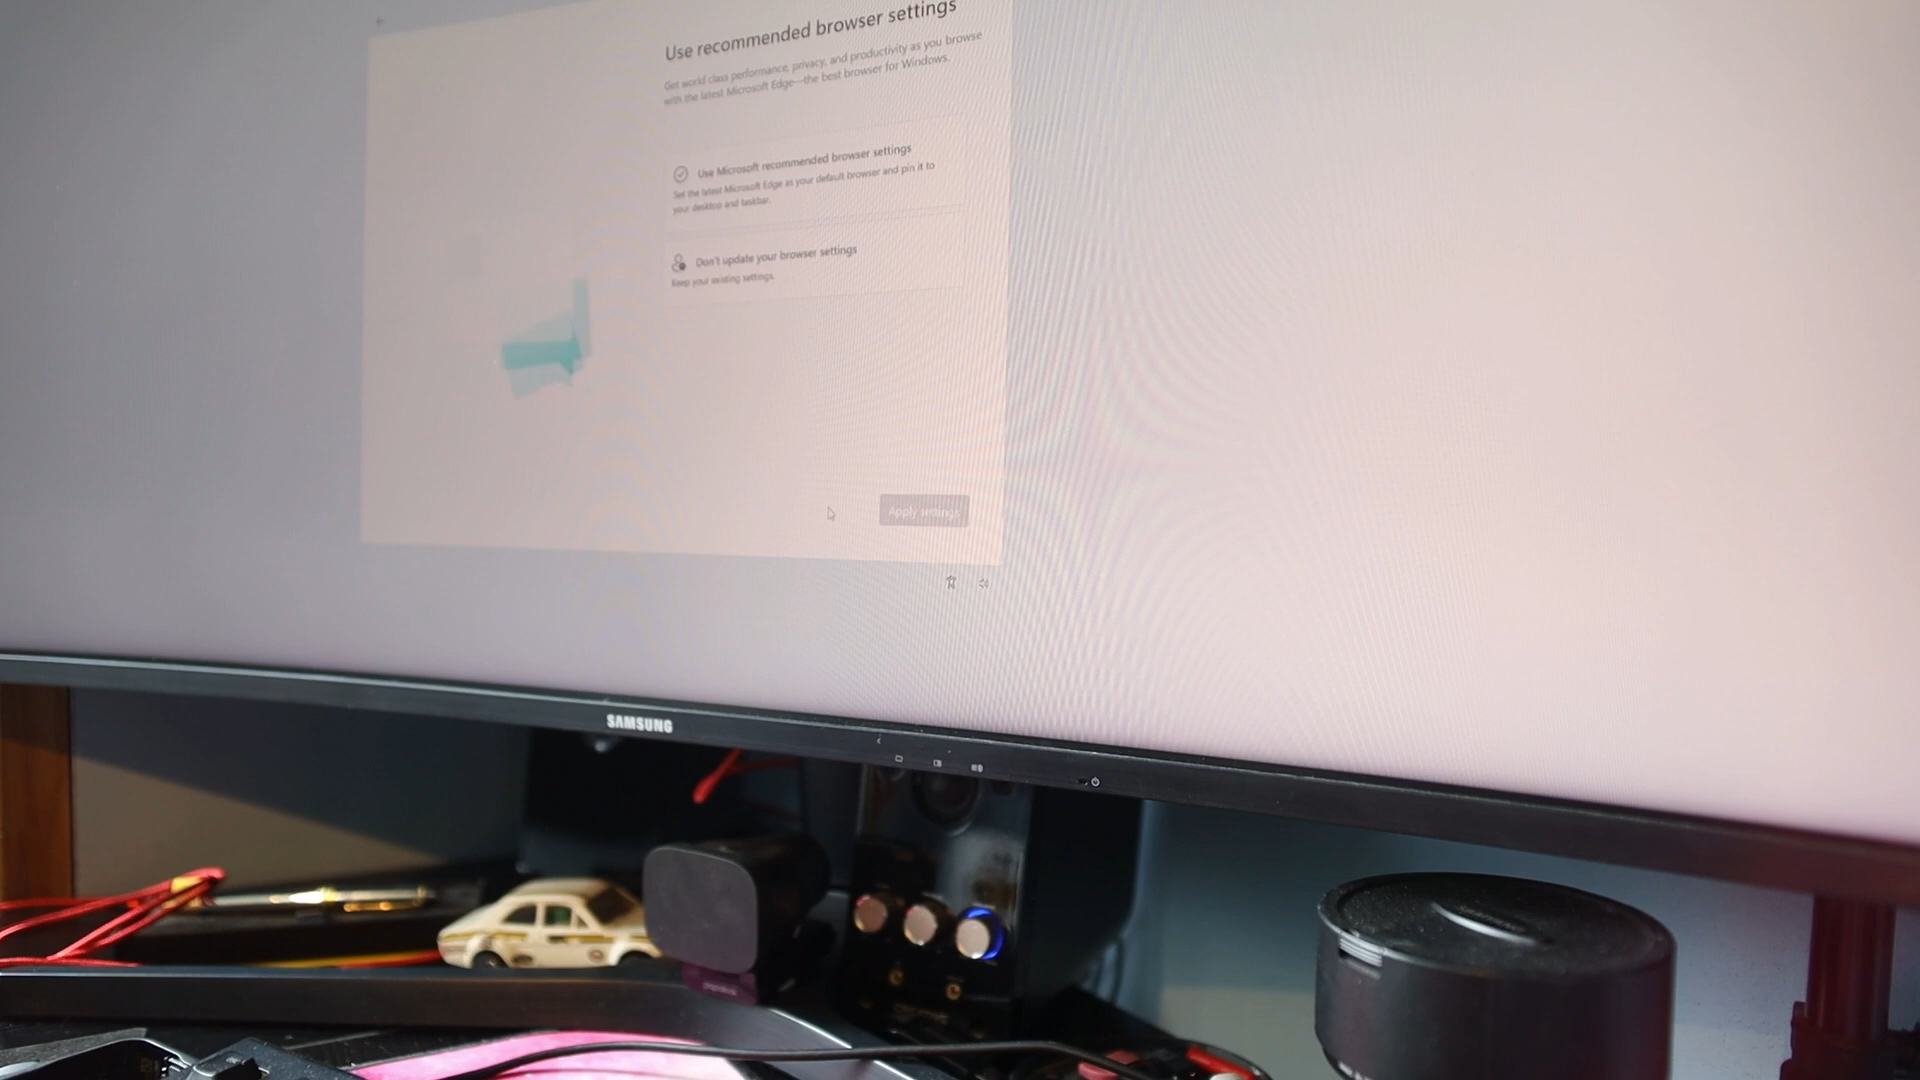 Use recommended browser settings
Get world class performance, privacy, and productivity as you browse
with the latest Microsoft Edge—the best browser for Windows.
Use Microsoft recommended browser settings
Set the latest Microsoft Edge as your default browser and pin it to
your desktop and taskbar.
Don't update your browser settings
Keep your existing settings.
Apply settings
SAMSUNG